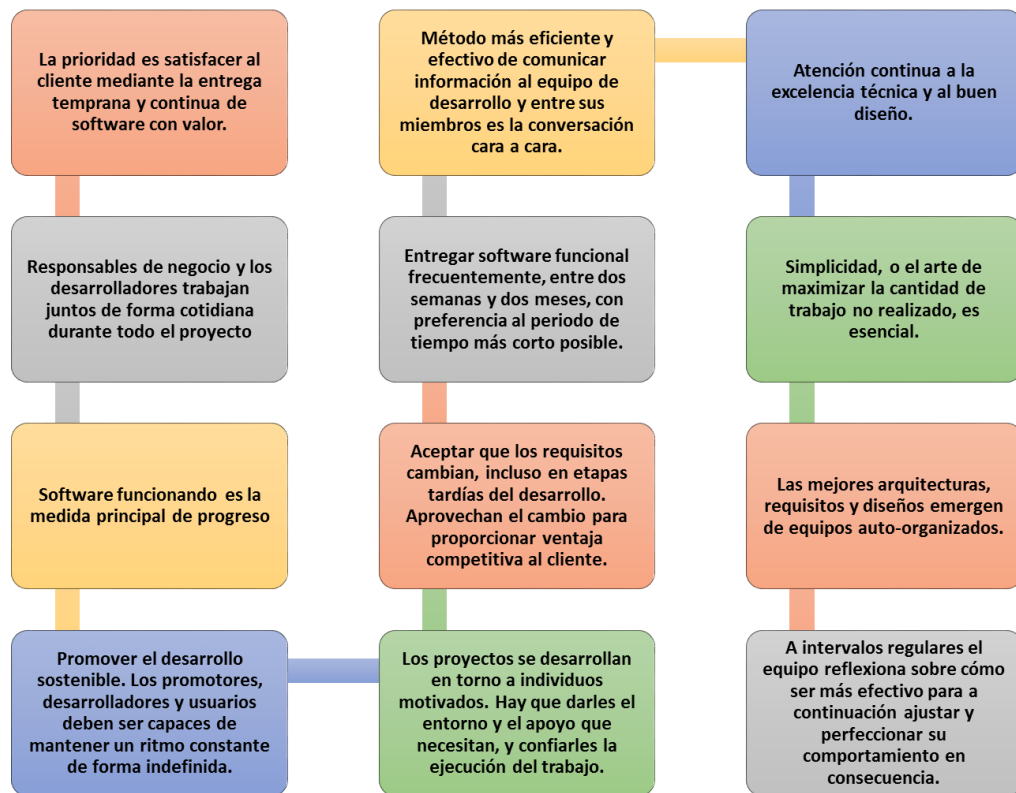 La prioridad es satisfacer al
cliente mediante la entrega
temprana y continua de
software con valor.
Responsables de negocio y los
desarrolladores trabajan
juntos de forma cotidiana
durante todo el proyecto
Software funcionando es la
medida principal de progreso
Promover el desarrollo
sostenible. Los promotores,
desarrolladores y usuarios
deben ser capaces de
mantener un ritmo constante
de forma indefinida.
Los proyectos se desarrollan
en torno a individuos
motivados. Hay que darles el
entorno y el apoyo que
necesitan, y confiarles la
ejecución del trabajo.
Aceptar que los requisitos
cambian, incluso en etapas
tardías del desarrollo.
Aprovechan el cambio para
proporcionar ventaja
competitiva al cliente.
Entregar software funcional
frecuentemente, entre dos
semanas y dos meses, con
preferencia al periodo de
tiempo más corto posible.
Método más eficiente y
efectivo de comunicar
información al equipo de
desarrollo y entre sus
miembros es la conversación
cara a cara.
Atención continua a la
excelencia técnica y al buen
diseño.
Simplicidad, o el arte de
maximizar la cantidad de
trabajo no realizado, es
esencial.
Las mejores arquitecturas,
requisitos y diseños emergen
de equipos auto-organizados.
A intervalos regulares el
equipo reflexiona sobre cómo
ser más efectivo para a
continuación ajustar y
perfeccionar su
comportamiento en
consecuencia.